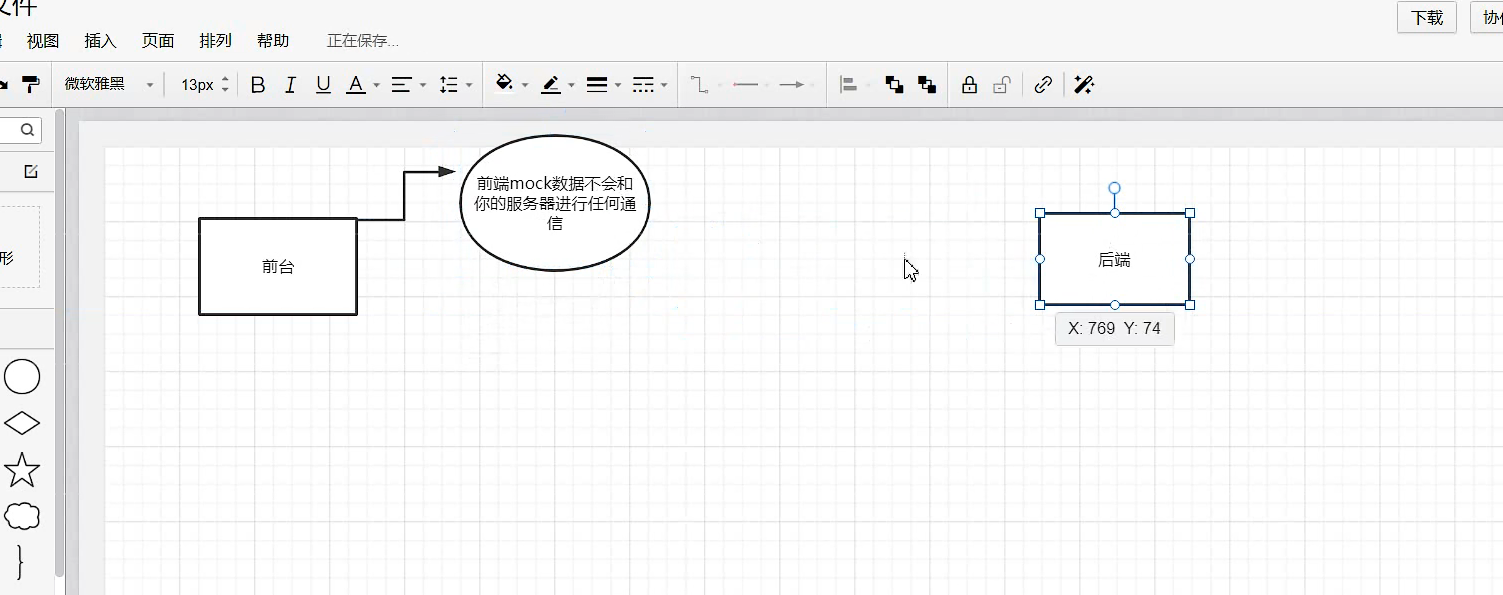 文件
下载
协作
视图 插入 页面 排列 帮助 正在保存...
微软雅黑 13px B I U A
前端mock数据不会和
你的服务器进行任何通
信
前台
后端
形
X: 769 Y: 74